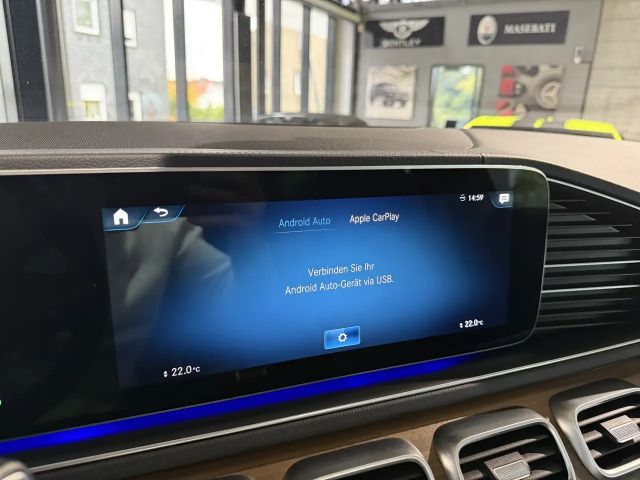 BENTLEY
MASERATI
14:59
Android Auto
Apple CarPlay
Verbinden Sie Ihr
Android Auto-Gerät via USB.
22.0°C
22.0°C